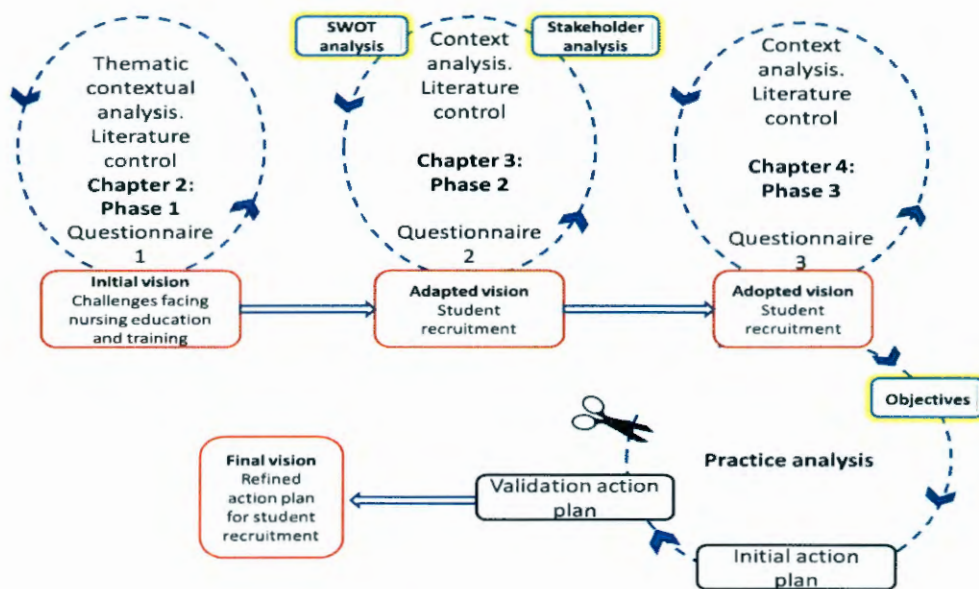 Thematic
contextual
analysis.
Literature
control
Chapter 2:
Phase 1
Questionnaire
1
Initial vision
Challenges facing
nursing education
and training
SWOT
analysis
Context
analysis.
Literature
control
Chapter 3:
Phase 2
Questionnaire
2
Stakeholder
analysis
Adapted vision
Student
recruitment
Context
analysis.
Literature
control
Chapter 4:
Phase 3
Questionnaire
3
Adopted vision
Student
recruitment
Objectives
Practice analysis
Initial action
plan
Validation action
plan
Final vision
Refined
action plan
for student
recruitment